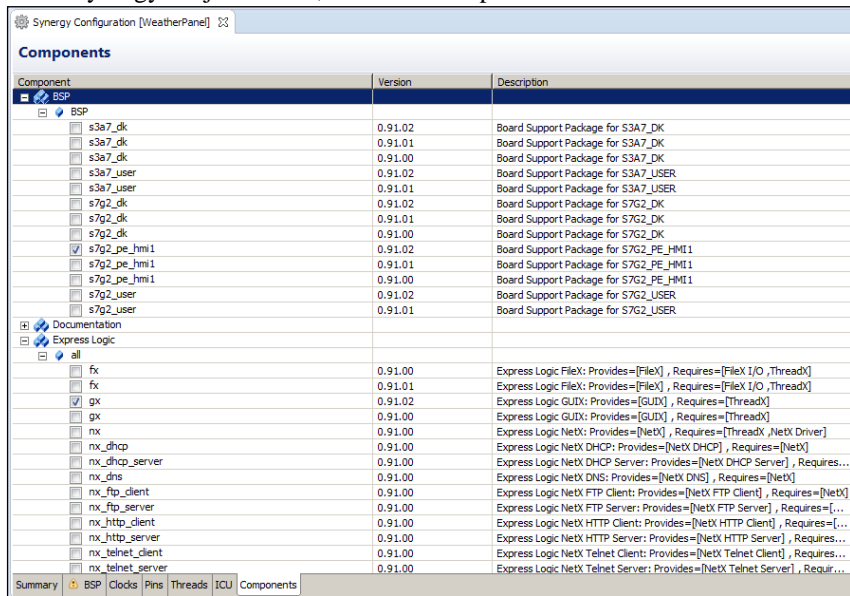 Synergy Configuration [WeatherPanel]
Components
Component Version Description
BSP
BSP
s3a7_dk 0.91.02 Board Support Package for S3A7_DK
s3a7_dk 0.91.01 Board Support Package for S3A7_DK
s3a7_dk 0.91.00 Board Support Package for S3A7_DK
s3a7_user 0.91.02 Board Support Package for S3A7_USER
s3a7_user 0.91.01 Board Support Package for S3A7_USER
s7g2_dk 0.91.02 Board Support Package for S7G2_DK
s7g2_dk 0.91.01 Board Support Package for S7G2_DK
s7g2_dk 0.91.00 Board Support Package for S7G2_DK
s7g2_pe_hmi1 0.91.02 Board Support Package for S7G2_PE_HMI1
s7g2_pe_hmi1 0.91.01 Board Support Package for S7G2_PE_HMI1
s7g2_pe_hmi1 0.91.00 Board Support Package for S7G2_PE_HMI1
s7g2_user 0.91.02 Board Support Package for S7G2_USER
s7g2_user 0.91.01 Board Support Package for S7G2_USER
Documentation
Express Logic
all
fx 0.91.00 Express Logic FileX: Provides=[FileX] , Requires=[FileX I/O ,ThreadX]
fx 0.91.01 Express Logic FileX: Provides=[FileX] , Requires=[FileX I/O ,ThreadX]
gx 0.91.02 Express Logic GUIX: Provides=[GUIX] , Requires=[ThreadX]
gx 0.91.00 Express Logic GUIX: Provides=[GUIX] , Requires=[ThreadX]
nx 0.91.00 Express Logic NetX: Provides=[NetX] , Requires=[ThreadX ,NetX Driver]
nx_dhcp 0.91.00 Express Logic NetX DHCP: Provides=[NetX DHCP] , Requires=[NetX]
nx_dhcp_server 0.91.00 Express Logic NetX DHCP Server: Provides=[NetX DHCP Server] , Requires...
nx_dns 0.91.00 Express Logic NetX DNS: Provides=[NetX DNS] , Requires=[NetX]
nx_ftp_client 0.91.00 Express Logic NetX FTP Client: Provides=[NetX FTP Client] , Requires=[NetX]
nx_ftp_server 0.91.00 Express Logic NetX FTP Server: Provides=[NetX FTP Server] , Requires=[...
nx_http_client 0.91.00 Express Logic NetX HTTP Client: Provides=[NetX HTTP Client] , Requires=[...
nx_http_server 0.91.00 Express Logic NetX HTTP Server: Provides=[NetX HTTP Server] , Requires...
nx_telnet_client 0.91.00 Express Logic NetX Telnet Client: Provides=[NetX Telnet Client] , Requires...
nx_telnet_server 0.91.00 Express Logic NetX Telnet Server: Provides=[NetX Telnet Server] , Requir...
Summary BSP Clocks Pins Threads ICU Components